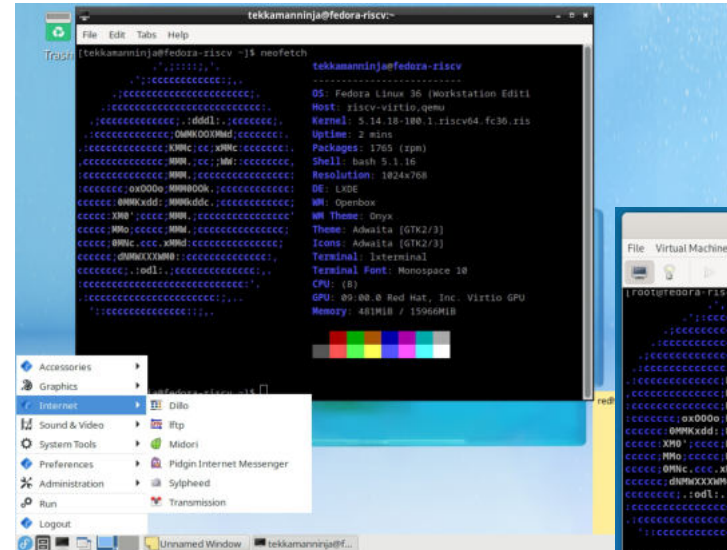 tekkamanninja@fedora-riscv:~
File Edit Tabs Help
Trash
[tekkamanninja@fedora-riscv ~]$ neofetch
tekkamanninja@fedora-riscv
--------------------------
OS: Fedora Linux 36 (Workstation Editi
Host: riscv-virtio,qemu
Kernel: 5.14.18-100.1.riscv64.fc36.ris
Uptime: 2 mins
Packages: 1765 (rpm)
Shell: bash 5.1.16
Resolution: 1024x768
DE: LXDE
WM: Openbox
WM Theme: Onyx
Theme: Adwaita [GTK2/3]
Icons: Adwaita [GTK2/3]
Terminal: lxterminal
Terminal Font: Monospace 10
CPU: (8)
GPU: 09:00.0 Red Hat, Inc. Virtio GPU
Memory: 481MiB / 15966MiB
Accessories
Graphics
Internet
Sound & Video
System Tools
Preferences
Administration
Run
Logout
Dillo
lftp
Midori
Pidgin Internet Messenger
Sylpheed
Transmission
Unnamed Window
tekkamanninja@f...
redh
File Virtual Machine
[root@fedora-ris